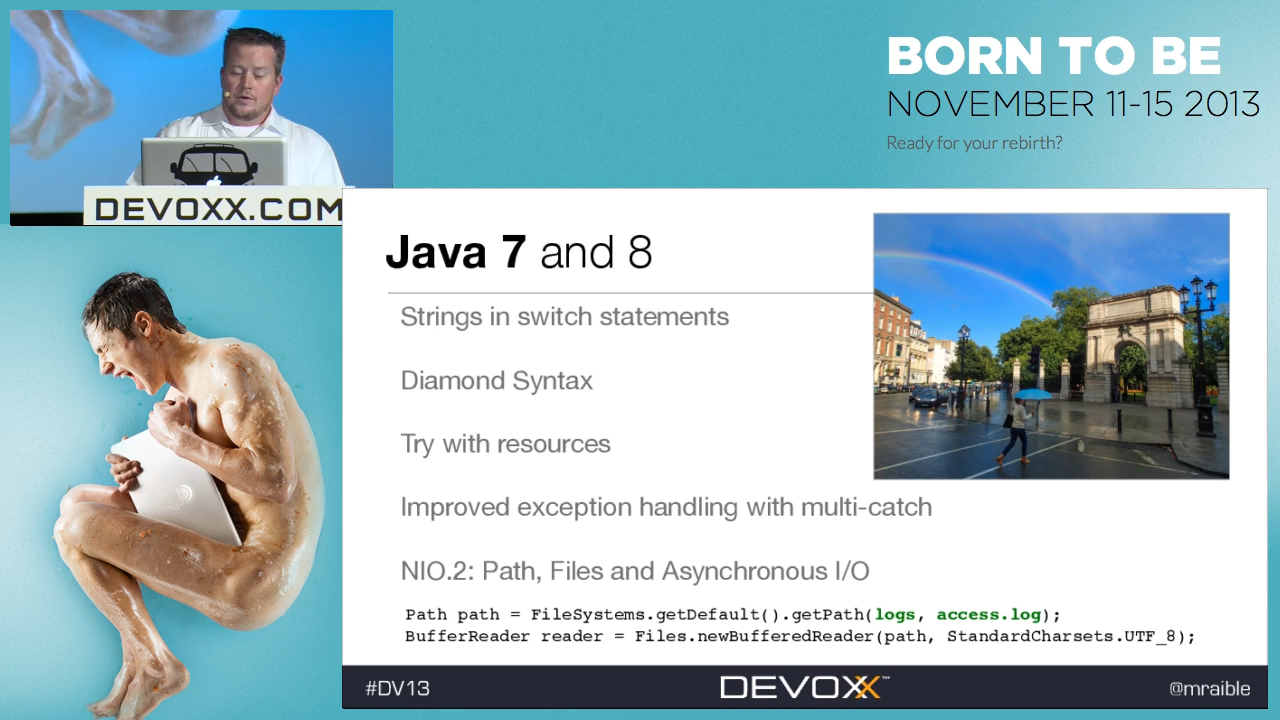 BORN TO BE
NOVEMBER 11-15 2013
Ready for your rebirth?
DEVOXX.COM
Java 7 and 8
Strings in switch statements
Diamond Syntax
Try with resources
Improved exception handling with multi-catch
NIO.2: Path, Files and Asynchronous I/O
Path path = FileSystems.getDefault().getPath(logs, access.log);
BufferReader reader = Files.newBufferedReader(path, StandardCharsets.UTF_8);
#DV13
DEVOXX™
@mraible